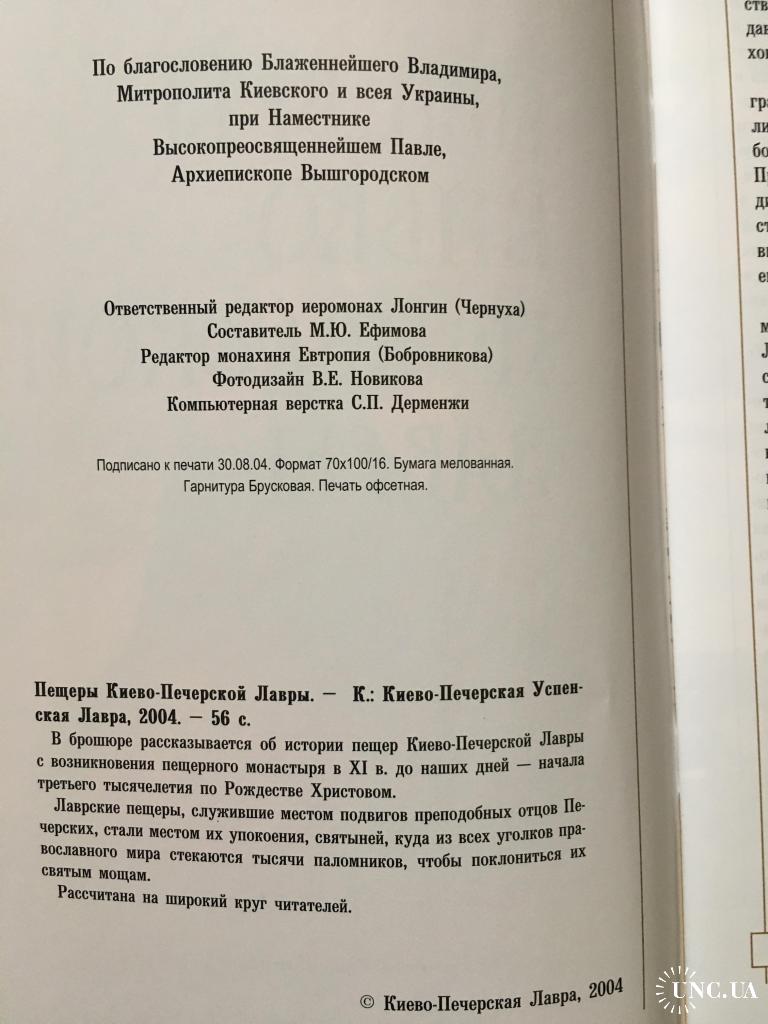 По благословению Блаженнейшего Владимира,
Митрополита Киевского и всея Украины,
при Наместнике
Высокопреосвященнейшем Павле,
Архиепископе Вышгородском
Ответственный редактор иеромонах Лонгин (Чернуха)
Составитель М.Ю. Ефимова
Редактор монахиня Евтропия (Бобровникова)
Фотодизайн В.Е. Новикова
Компьютерная верстка С.П. Дерменжи
Подписано к печати 30.08.04. Формат 70х100/16. Бумага мелованная.
Гарнитура Брусковая. Печать офсетная.
Пещеры Киево-Печерской Лавры. — К.: Киево-Печерская Успен-
ская Лавра, 2004. – 56 с.
В брошюре рассказывается об истории пещер Киево-Печерской Лавры
с возникновения пещерного монастыря в XI в. до наших дней — начала
третьего тысячелетия по Рождестве Христовом.
Лаврские пещеры, служившие местом подвигов преподобных отцов Пе-
черских, стали местом их упокоения, святыней, куда из всех уголков пра-
вославного мира стекаются тысячи паломников, чтобы поклониться их
святым мощам.
Рассчитана на широкий круг читателей.
© Киево-Печерская Лавра, 2004
UNC.UA